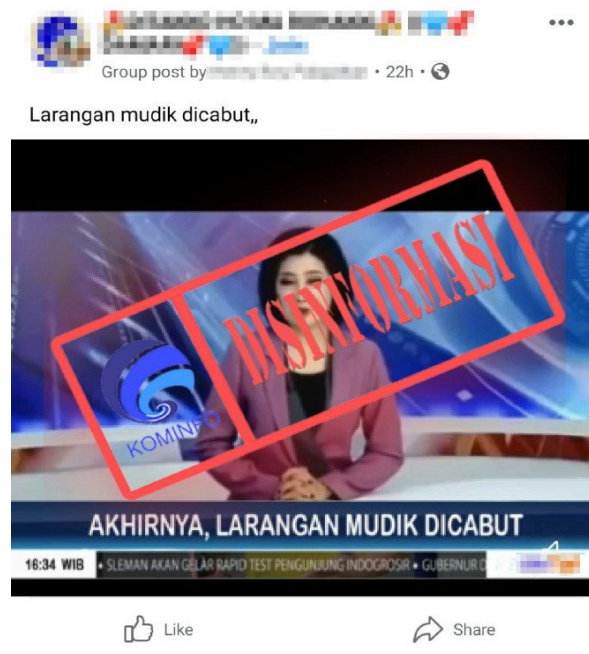 Group post by
• 22h •
Larangan mudik dicabut,,
DISINFORMASI
KOMINFO
AKHIRNYA, LARANGAN MUDIK DICABUT
16:34 WIB • SLEMAN AKAN GELAR RAPID TEST PENGUNJUNG INDOGROSIR • GUBERNUR
Like
Share